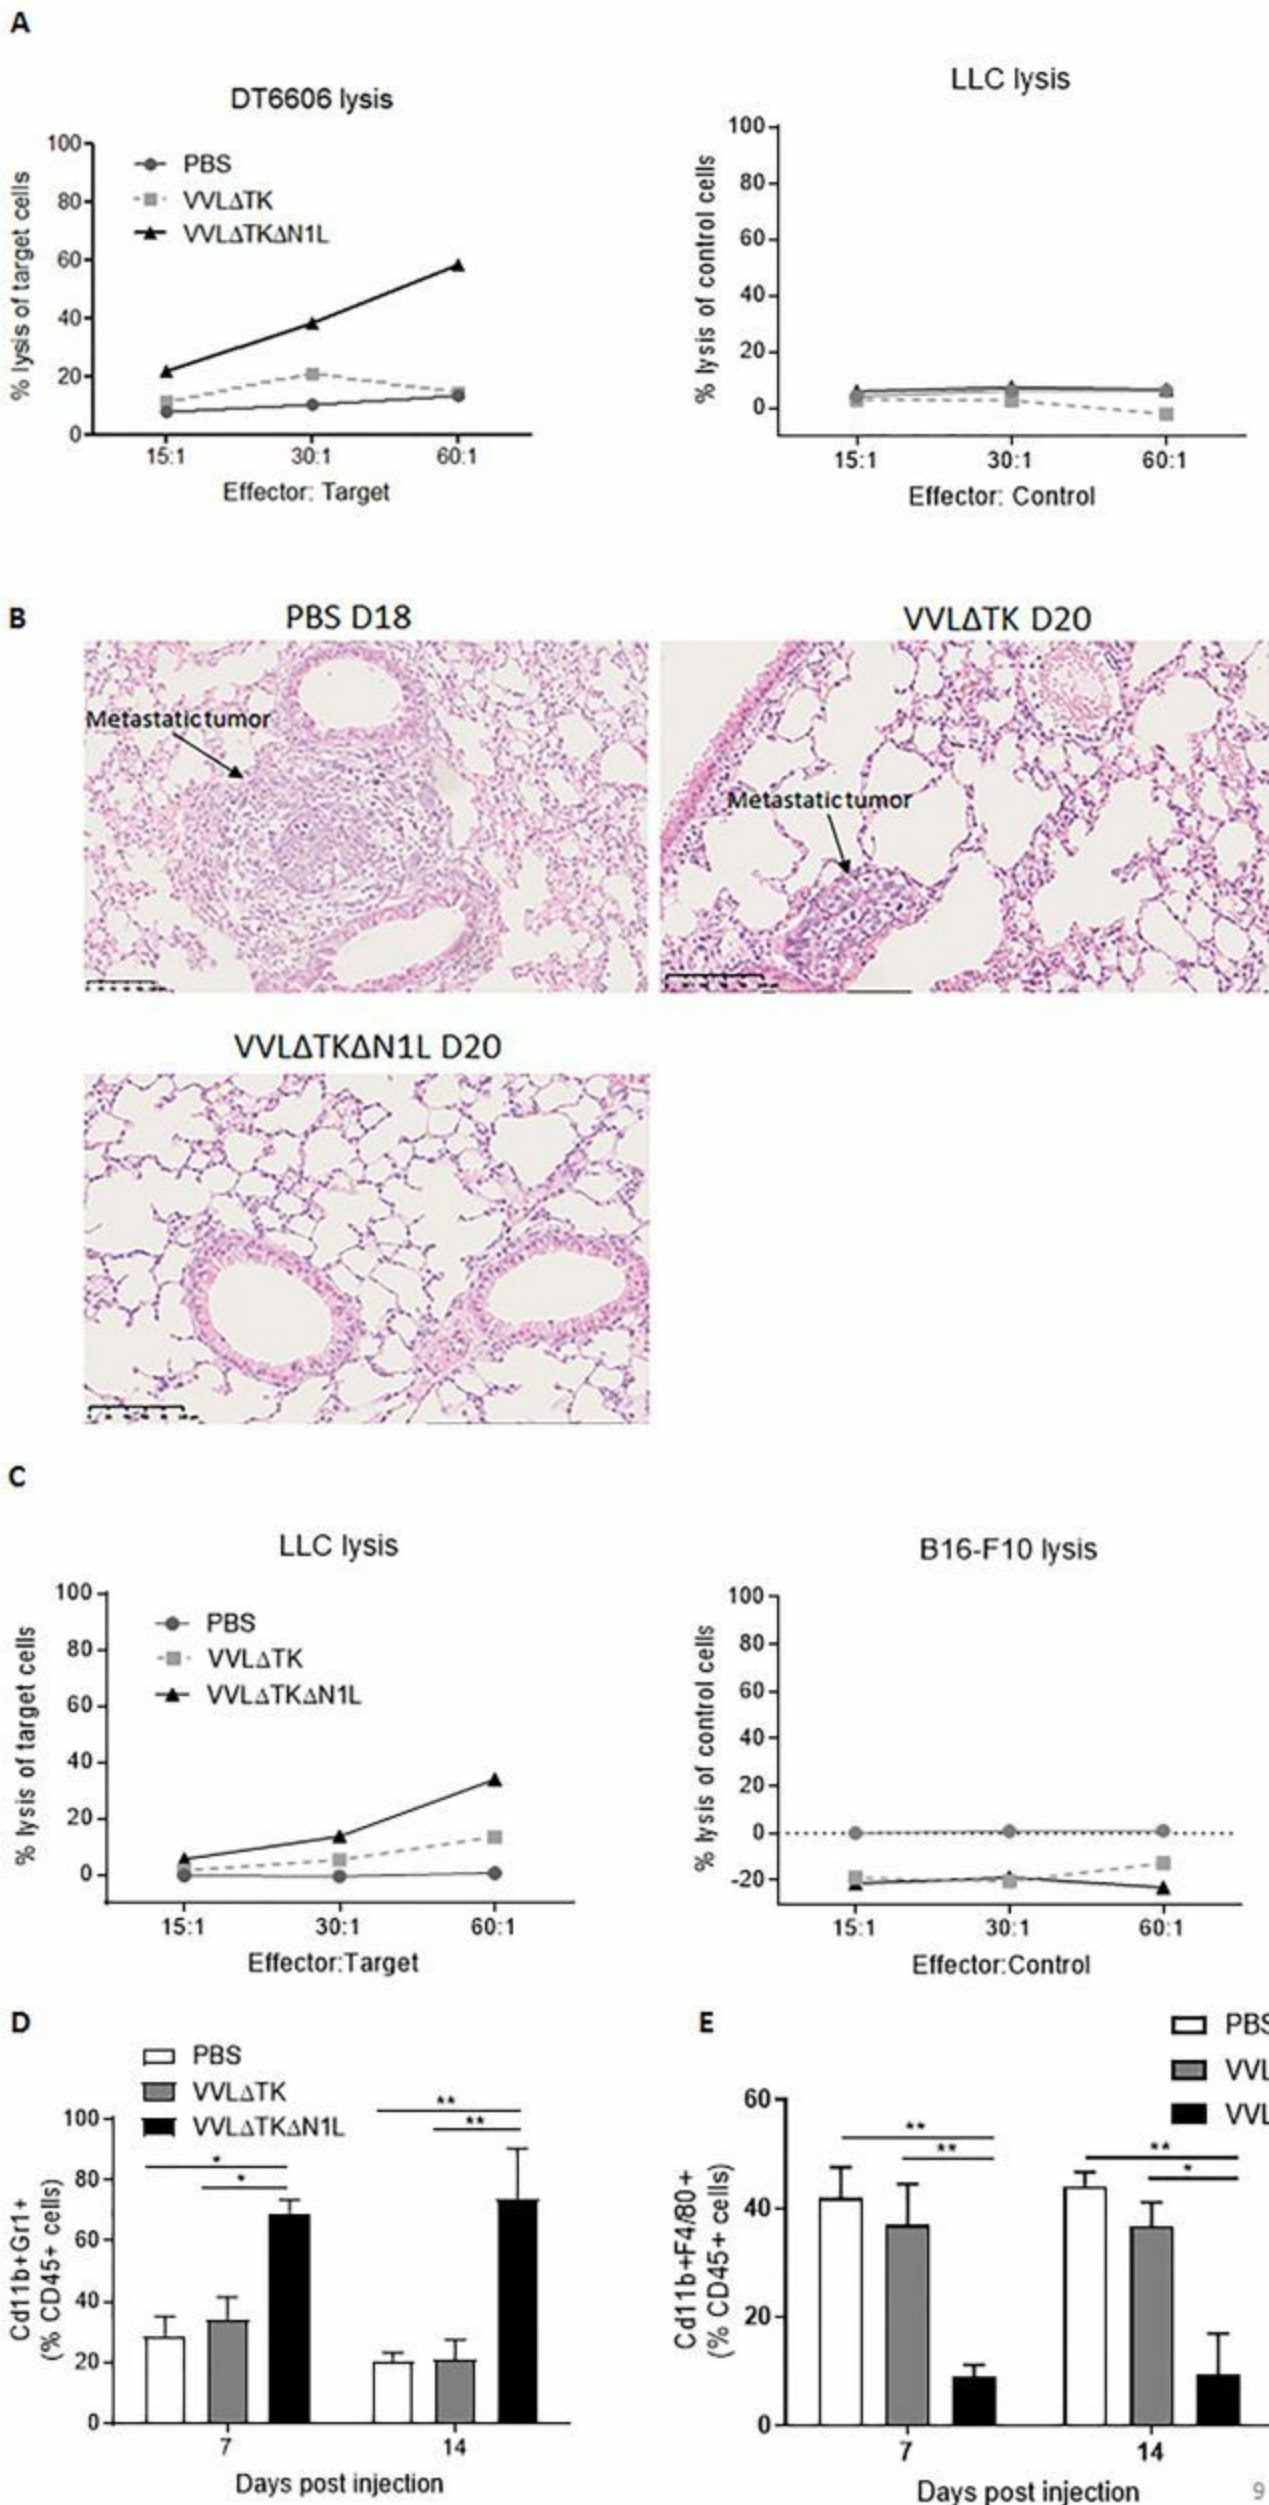 A
DT6606 lysis
LLC lysis
% lysis of target cells
100
80
60
40
20
0
PBS
VVLΔTK
VVLΔTKΔN1L
15:1
30:1
60:1
Effector: Target
% lysis of control cells
100
80
60
40
20
0
15:1
30:1
60:1
Effector: Control
B
PBS D18
VVLΔTK D20
Metastatic tumor
Metastatic tumor
VVLΔTKΔN1L D20
C
LLC lysis
B16-F10 lysis
% lysis of target cells
100
80
60
40
20
0
PBS
VVLΔTK
VVLΔTKΔN1L
15:1
30:1
60:1
Effector:Target
% lysis of control cells
100
80
60
40
20
0
-20
15:1
30:1
60:1
Effector:Control
D
PBS
VVLΔTK
VVLΔTKΔN1L
Cd11b+Gr1+
(% CD45+ cells)
100
80
60
40
20
0
*
*
**
**
7
14
Days post injection
E
PBS
VVL
VVL
Cd11b+F4/80+
(% CD45+ cells)
60
40
20
0
**
**
**
*
7
14
Days post injection
9